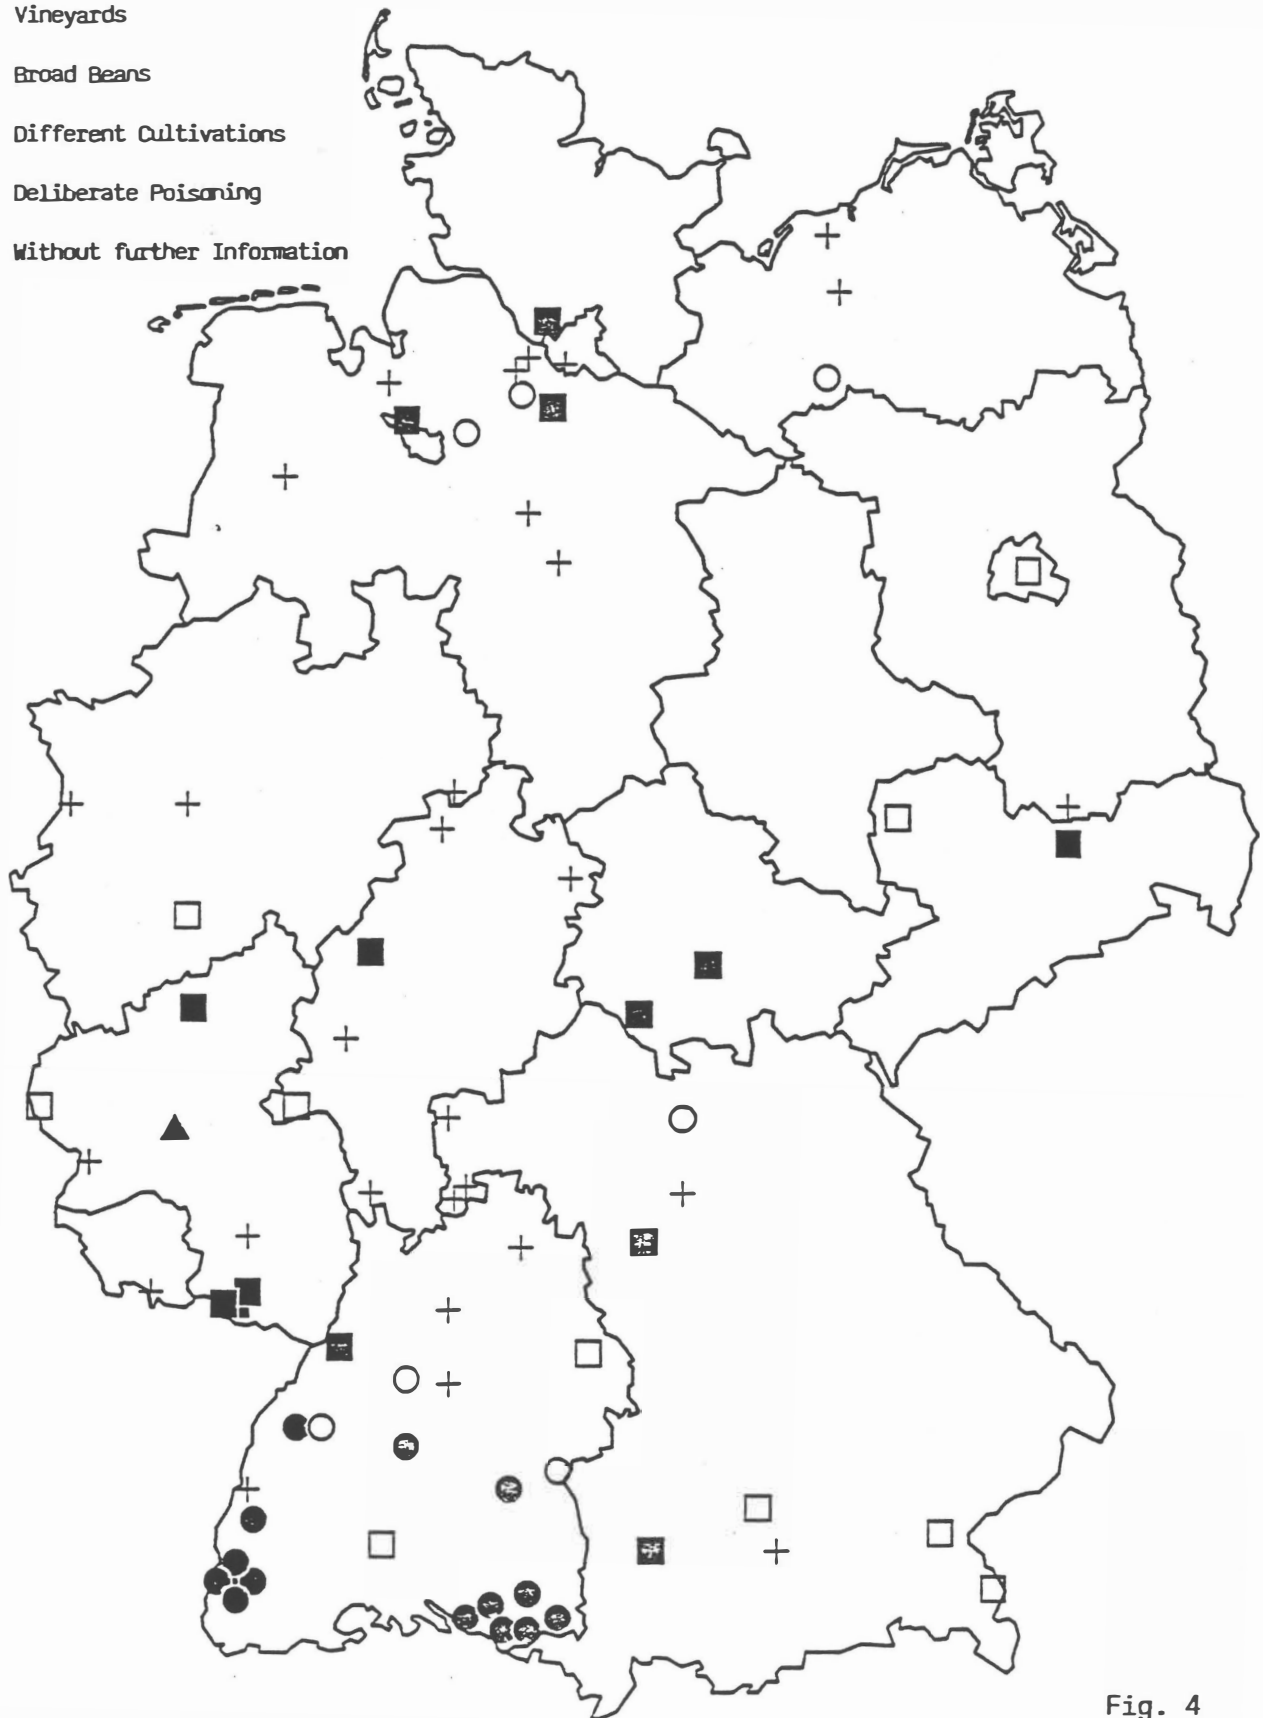 Vineyards
Broad Beans
Different Cultivations
Deliberate Poisoning
Without further Information
Fig. 4